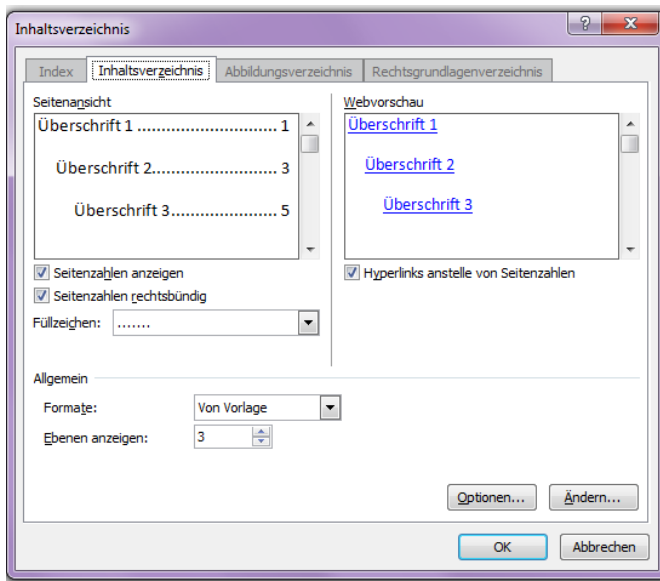 Inhaltsverzeichnis
Index Inhaltsverzeichnis Abbildungsverzeichnis Rechtsgrundlagenverzeichnis
Seitenansicht
Überschrift 1 ............................. 1
Überschrift 2......................... 3
Überschrift 3..................... 5
Webvorschau
Überschrift 1
Überschrift 2
Überschrift 3
Seitenzahlen anzeigen
Seitenzahlen rechtsbündig
Füllzeichen: .......
Hyperlinks anstelle von Seitenzahlen
Allgemein
Formate: Von Vorlage
Ebenen anzeigen: 3
Optionen... Ändern...
OK Abbrechen